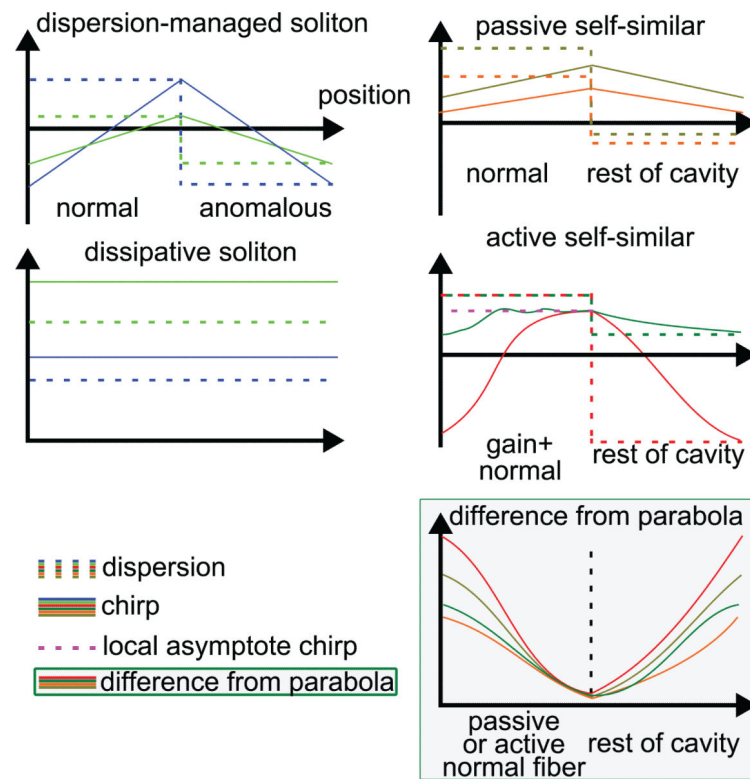 dispersion-managed soliton
position
normal
anomalous
passive self-similar
normal
rest of cavity
dissipative soliton
active self-similar
gain+
normal
rest of cavity
dispersion
chirp
local asymptote chirp
difference from parabola
difference from parabola
passive
or active
normal fiber
rest of cavity